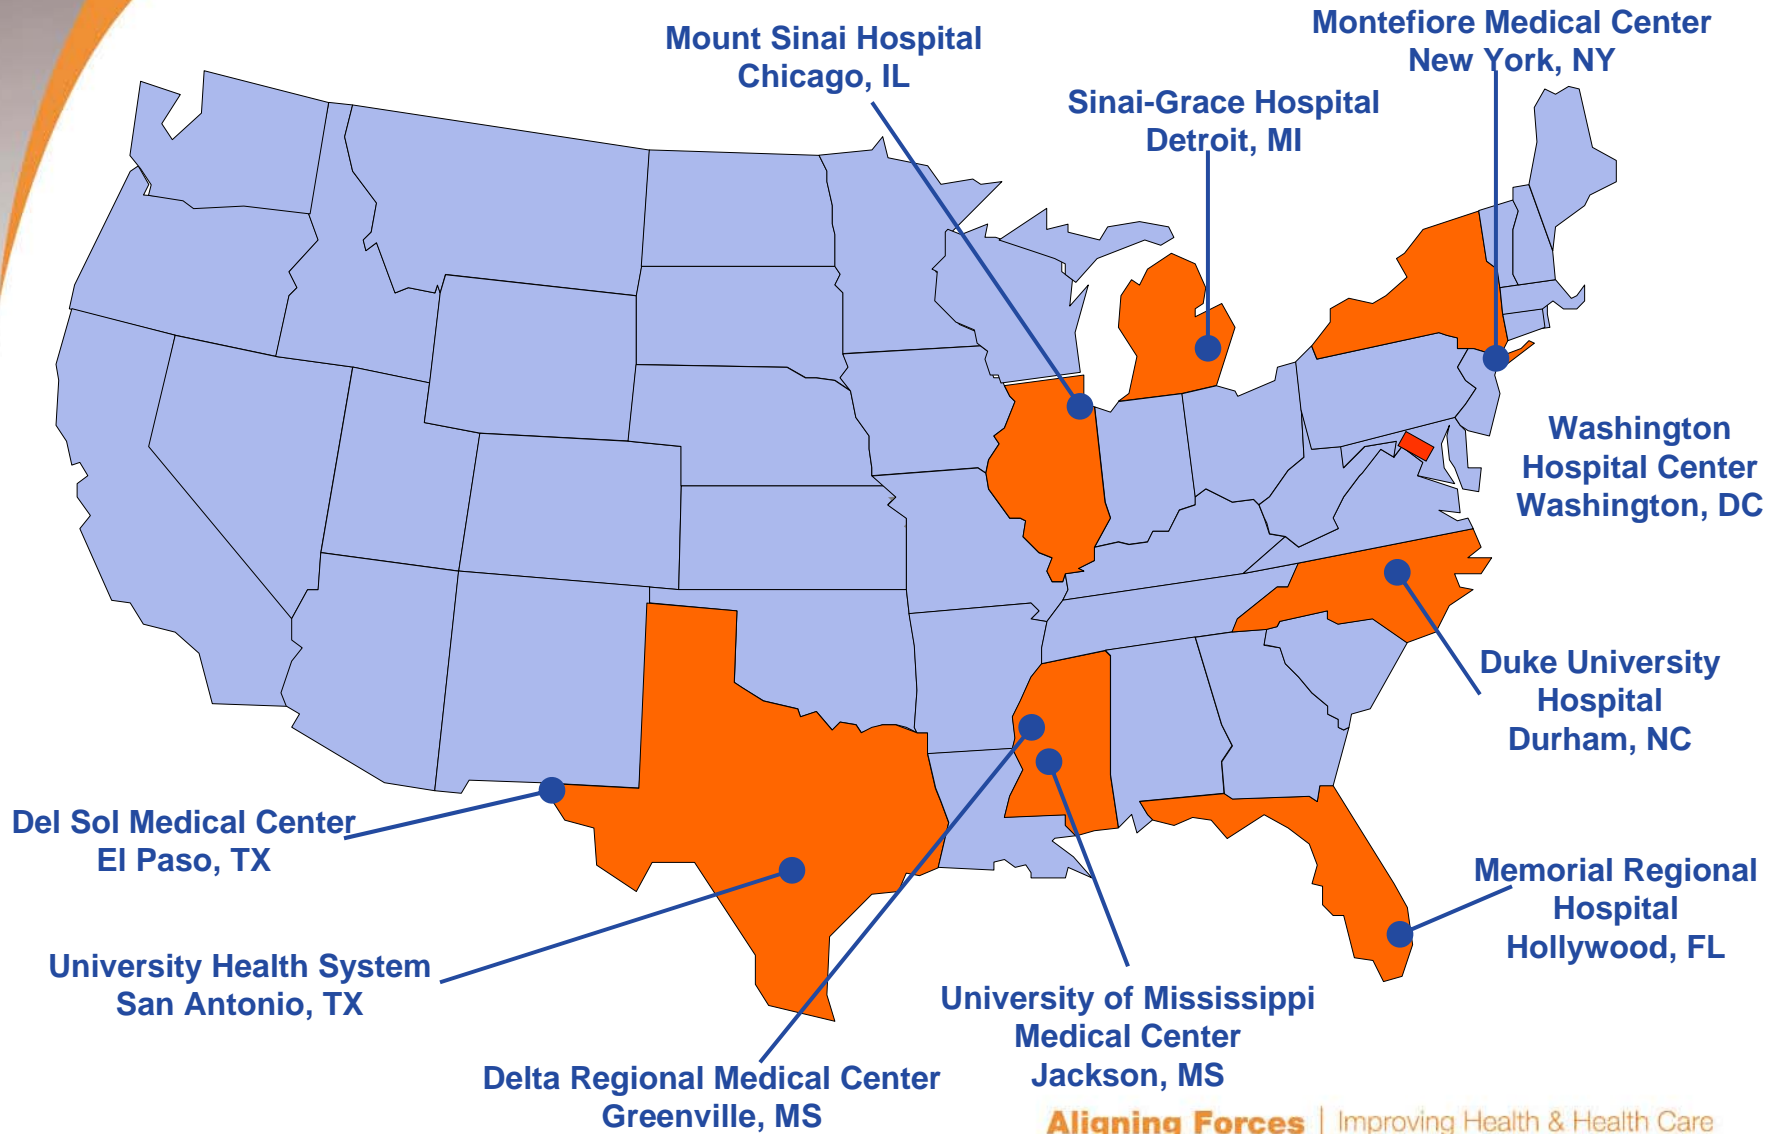 Montefiore Medical Center
New York, NY
Mount Sinai Hospital
Chicago, IL
Sinai-Grace Hospital
Detroit, MI
Washington
Hospital Center
Washington, DC
Duke University
Hospital
Durham, NC
Del Sol Medical Center
El Paso, TX
Memorial Regional
Hospital
Hollywood, FL
University Health System
San Antonio, TX
University of Mississippi
Medical Center
Jackson, MS
Delta Regional Medical Center
Greenville, MS
Aligning Forces | Improving Health & Health Care